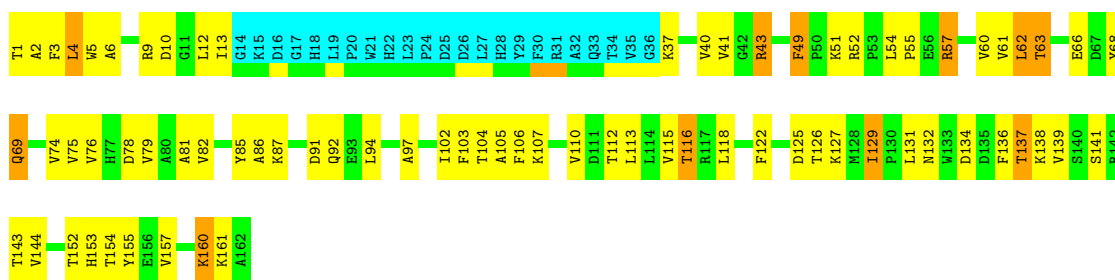 T1 A2 F3 L4 W5 A6 R9 D10 G11 L12 I13 G14 K15 D16 G17 H18 L19 P20 W21 H22 L23 P24 D25 D26 L27 H28 Y29 F30 R31 A32 Q33 T34 V35 G36 K37 V40 V41 G42 R43 F49 P50 K51 R52 P53 L54 P55 E56 R57 V60 V61 L62 T63 E66 D67 Y68
Q69 V74 V75 V76 H77 D78 V79 A80 A81 V82 Y85 A86 K87 D91 Q92 E93 L94 A97 I102 F103 T104 A105 F106 K107 V110 D111 T112 L113 L114 V115 T116 R117 L118 F122 D125 T126 K127 M128 I129 P130 L131 N132 W133 D134 D135 F136 T137 K138 V139 S140 S141 R142
T143 V144 T152 H153 T154 Y155 E156 V157 K160 K161 A162